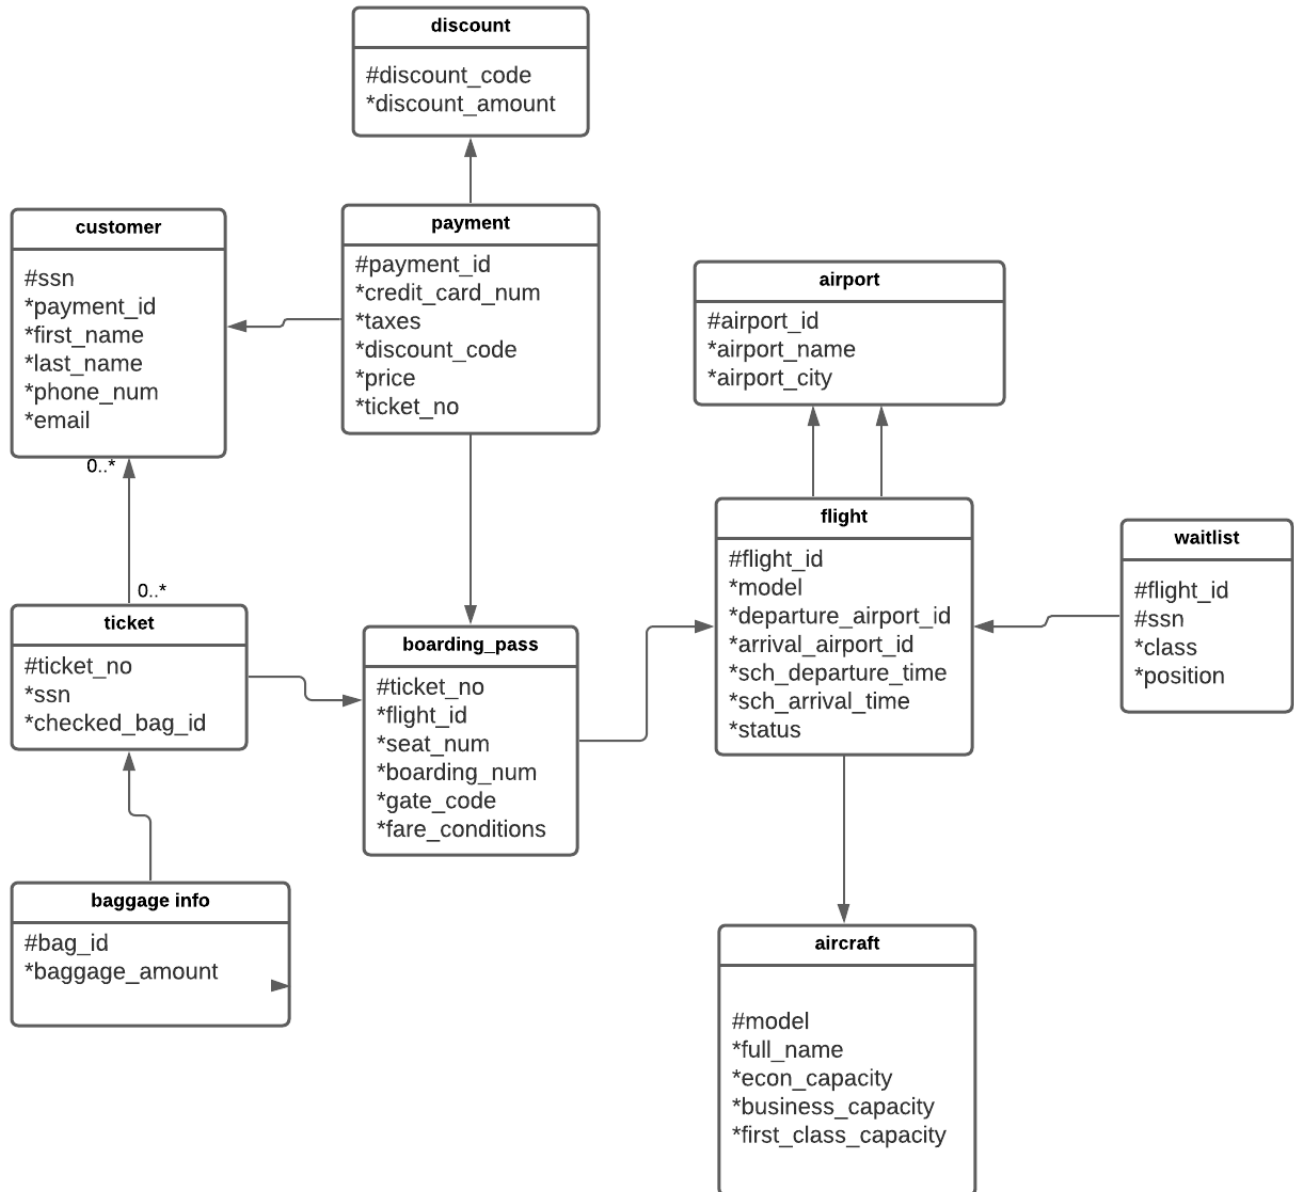 discount
#discount_code
*discount_amount
customer
#ssn
*payment_id
*first_name
*last_name
*phone_num
*email
payment
#payment_id
*credit_card_num
*taxes
*discount_code
*price
*ticket_no
airport
#airport_id
*airport_name
*airport_city
0..*
0..*
ticket
#ticket_no
*ssn
*checked_bag_id
boarding_pass
#ticket_no
*flight_id
*seat_num
*boarding_num
*gate_code
*fare_conditions
flight
#flight_id
*model
*departure_airport_id
*arrival_airport_id
*sch_departure_time
*sch_arrival_time
*status
waitlist
#flight_id
#ssn
*class
*position
baggage info
#bag_id
*baggage_amount
aircraft
#model
*full_name
*econ_capacity
*business_capacity
*first_class_capacity